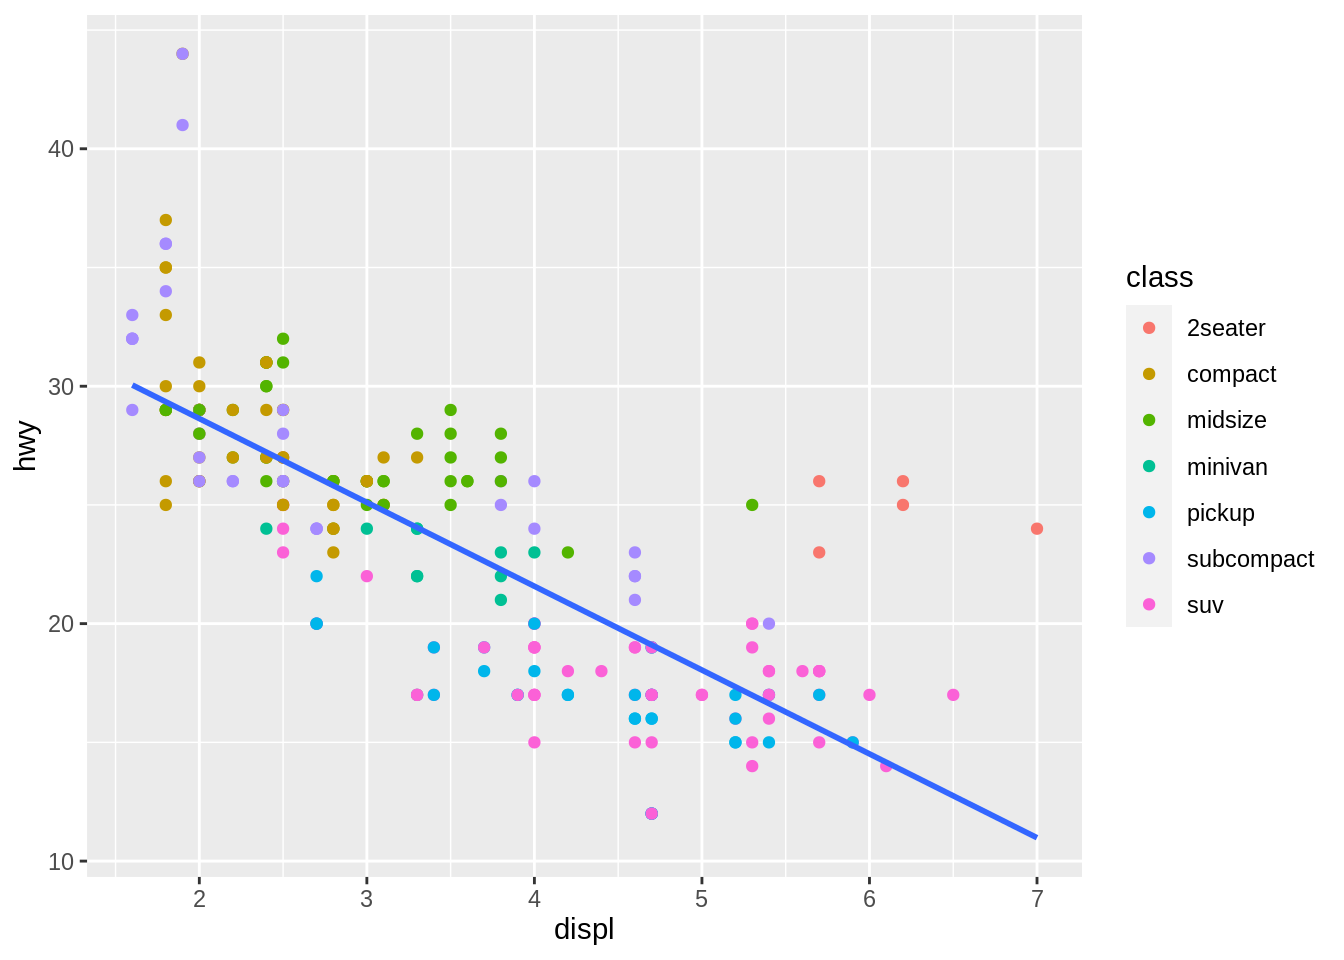 hwy
40
30
20
10
2 3 4 5 6 7
displ
class
2seater
compact
midsize
minivan
pickup
subcompact
suv